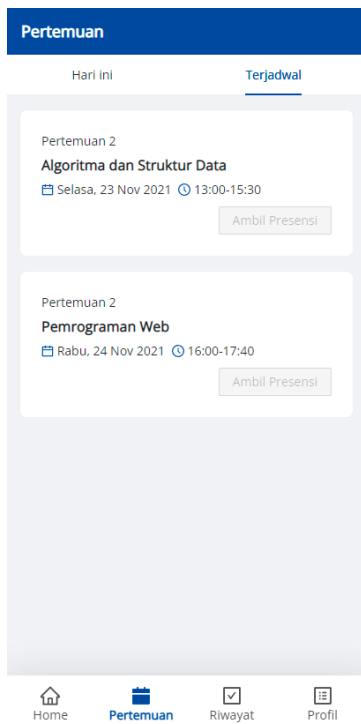 Pertemuan
Hari ini Terjadwal
Pertemuan 2
Algoritma dan Struktur Data
Selasa, 23 Nov 2021 13:00-15:30
Ambil Presensi
Pertemuan 2
Pemrograman Web
Rabu, 24 Nov 2021 16:00-17:40
Ambil Presensi
Home Pertemuan Riwayat Profil